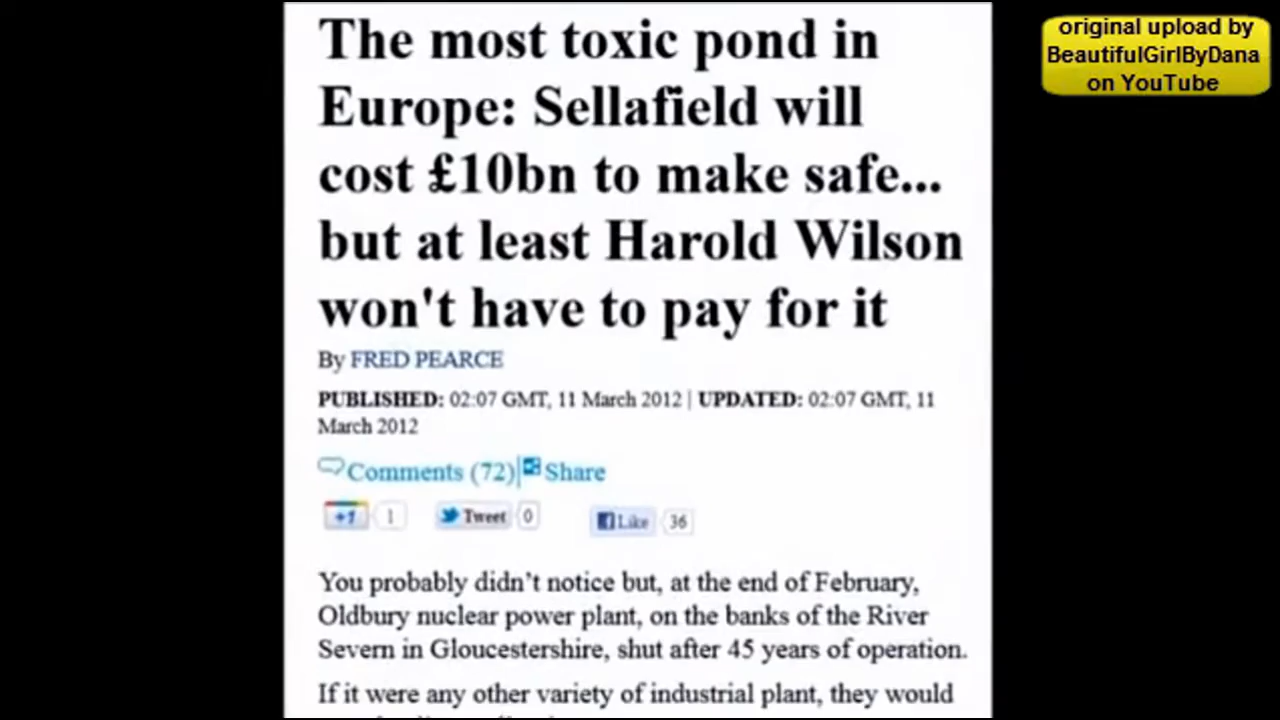 The most toxic pond in
Europe: Sellafield will
cost £10bn to make safe...
but at least Harold Wilson
won't have to pay for it
By FRED PEARCE
PUBLISHED: 02:07 GMT, 11 March 2012 | UPDATED: 02:07 GMT, 11
March 2012
Comments (72) Share
+1 1 Tweet 0 Like 36
You probably didn't notice but, at the end of February,
Oldbury nuclear power plant, on the banks of the River
Severn in Gloucestershire, shut after 45 years of operation.
If it were any other variety of industrial plant, they would
original upload by
BeautifulGirlByDana
on YouTube